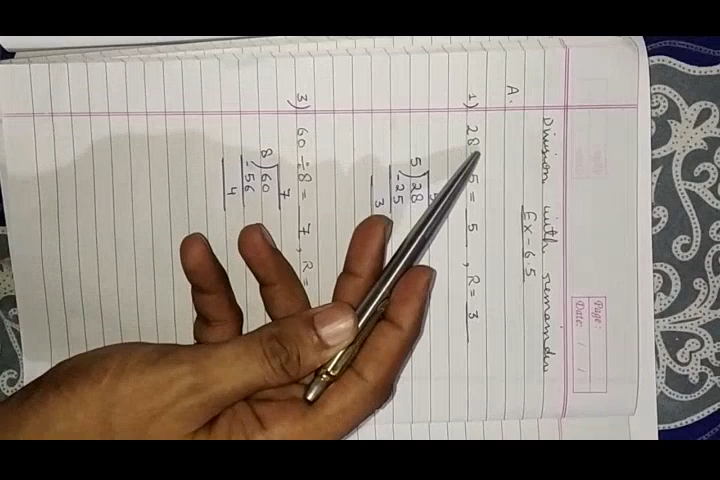 Page:
Date: / /
Division with remainder
Ex-6.5
A.
1) 28 5 = 5 , R = 3
5
5) 28
-25
3
3) 60 ÷ 8 = 7 , R =
7
8) 60
-56
4